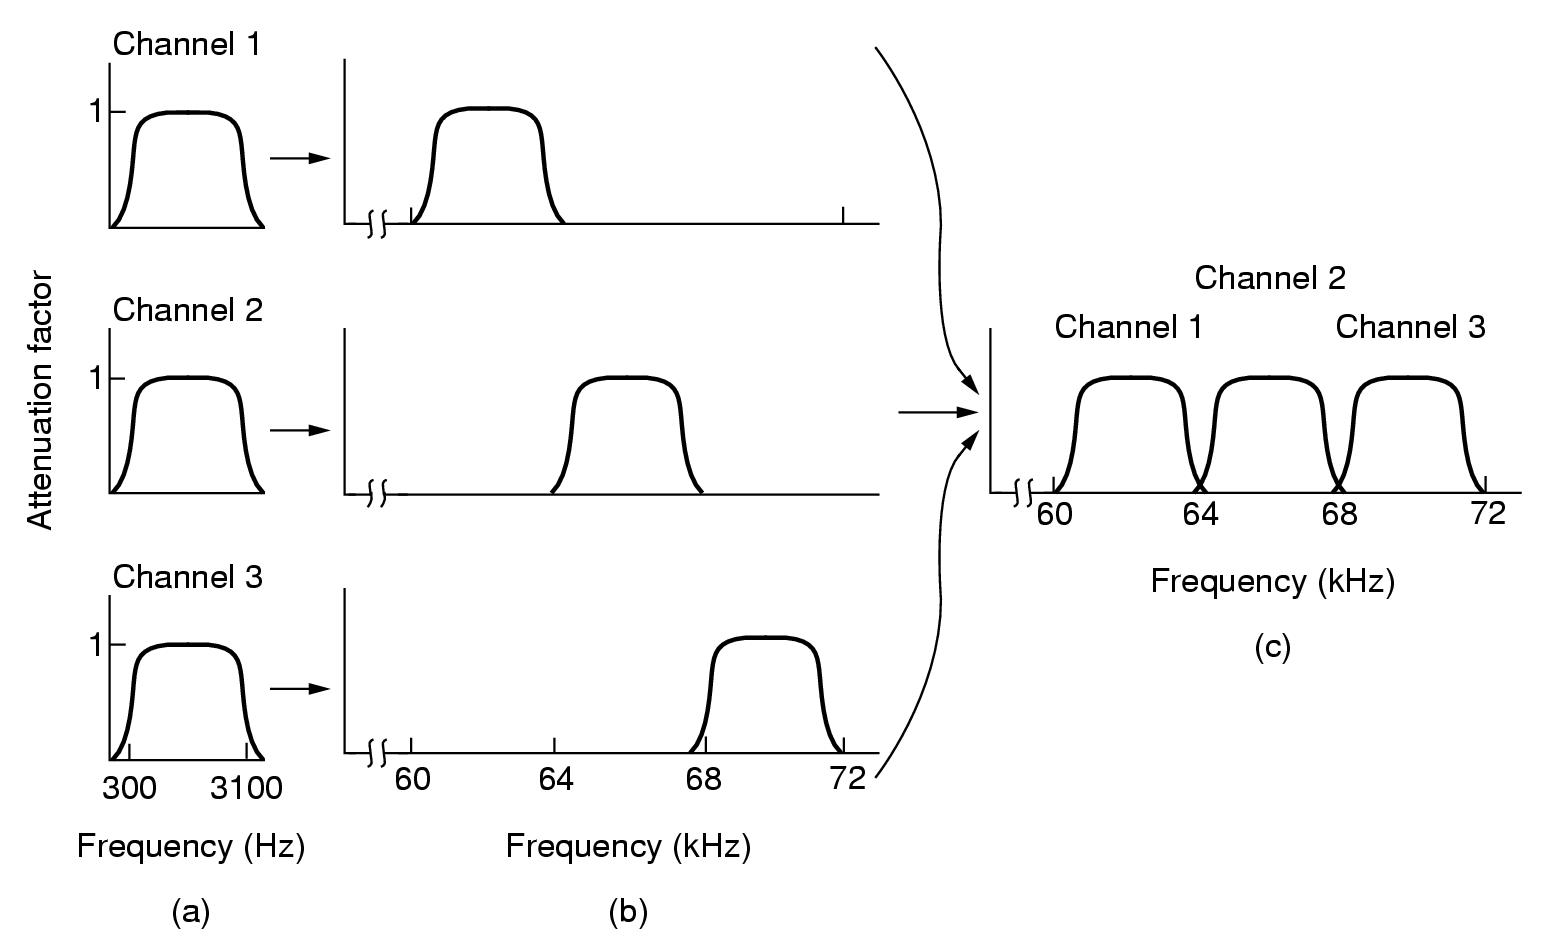 Channel 1
1
Channel 2
1
Attenuation factor
Channel 3
1
300 3100
Frequency (Hz)
(a)
60 64 68 72
Frequency (kHz)
(b)
Channel 2
Channel 1 Channel 3
60 64 68 72
Frequency (kHz)
(c)